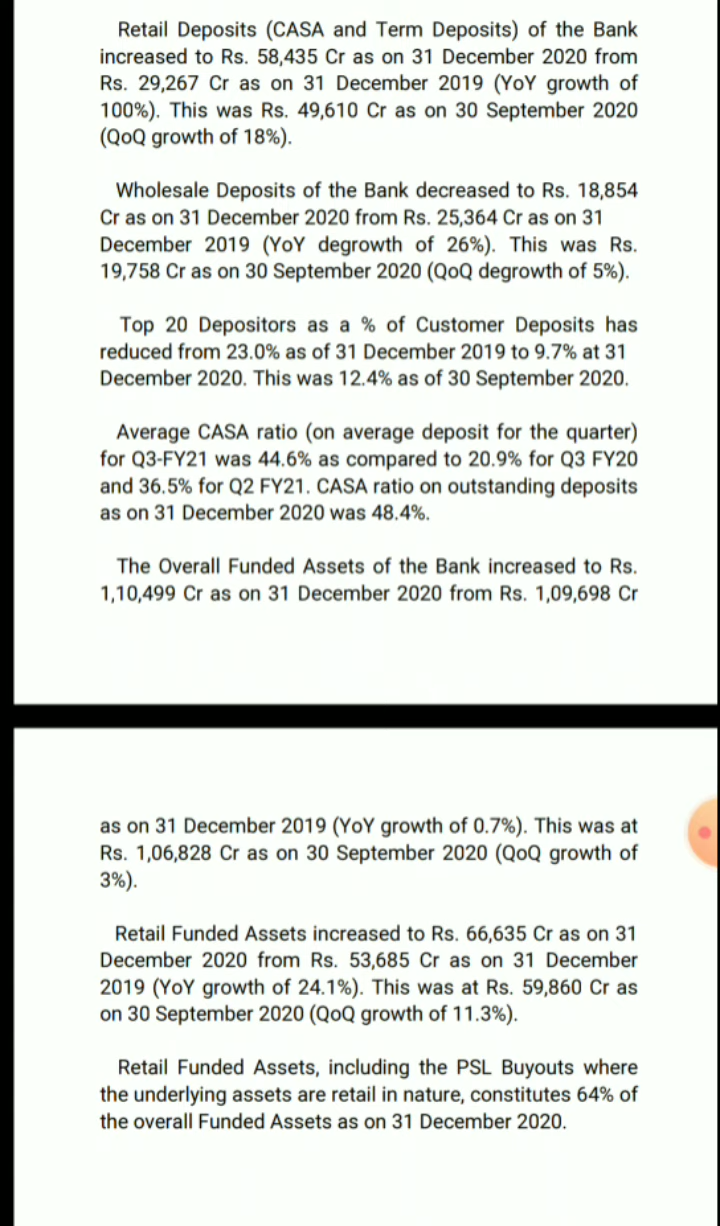 Retail Deposits (CASA and Term Deposits) of the Bank
increased to Rs. 58,435 Cr as on 31 December 2020 from
Rs. 29,267 Cr as on 31 December 2019 (YoY growth of
100%). This was Rs. 49,610 Cr as on 30 September 2020
(QoQ growth of 18%).
Wholesale Deposits of the Bank decreased to Rs. 18,854
Cr as on 31 December 2020 from Rs. 25,364 Cr as on 31
December 2019 (YoY degrowth of 26%). This was Rs.
19,758 Cr as on 30 September 2020 (QoQ degrowth of 5%).
Top 20 Depositors as a % of Customer Deposits has
reduced from 23.0% as of 31 December 2019 to 9.7% at 31
December 2020. This was 12.4% as of 30 September 2020.
Average CASA ratio (on average deposit for the quarter)
for Q3-FY21 was 44.6% as compared to 20.9% for Q3 FY20
and 36.5% for Q2 FY21. CASA ratio on outstanding deposits
as on 31 December 2020 was 48.4%.
The Overall Funded Assets of the Bank increased to Rs.
1,10,499 Cr as on 31 December 2020 from Rs. 1,09,698 Cr
as on 31 December 2019 (YoY growth of 0.7%). This was at
Rs. 1,06,828 Cr as on 30 September 2020 (QoQ growth of
3%).
Retail Funded Assets increased to Rs. 66,635 Cr as on 31
December 2020 from Rs. 53,685 Cr as on 31 December
2019 (YoY growth of 24.1%). This was at Rs. 59,860 Cr as
on 30 September 2020 (QoQ growth of 11.3%).
Retail Funded Assets, including the PSL Buyouts where
the underlying assets are retail in nature, constitutes 64% of
the overall Funded Assets as on 31 December 2020.